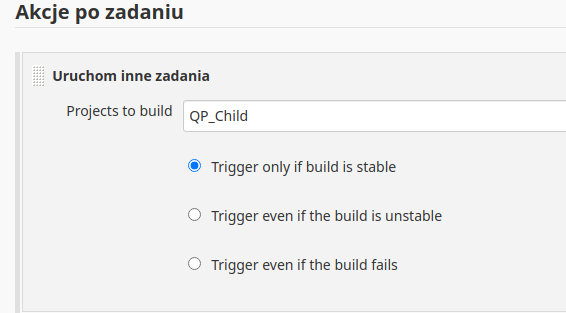 Akcje po zadaniu
Uruchom inne zadania
Projects to build
QP_Child
Trigger only if build is stable
Trigger even if the build is unstable
Trigger even if the build fails